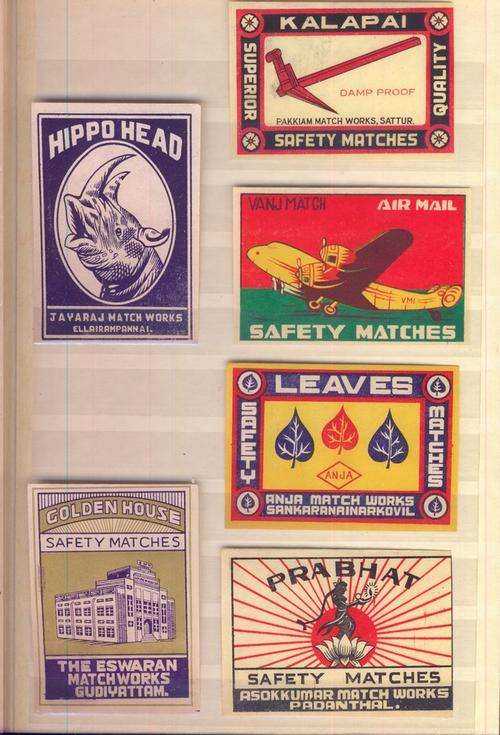 KALAPAI
SUPERIOR
QUALITY
DAMP PROOF
PAKKIAM MATCH WORKS, SATTUR.
SAFETY MATCHES
HIPPO HEAD
JAYARAJ MATCH WORKS
ELLAIRAMPANNAI.
VANJ MATCH
AIR MAIL
VMI
SAFETY MATCHES
LEAVES
SAFETY
MATCHES
ANJA
ANJA MATCH WORKS
SANKARANAINARKOVIL
GOLDEN HOUSE
SAFETY MATCHES
THE ESWARAN
MATCH WORKS
GUDIYATTAM.
PRABHAT
SAFETY MATCHES
ASOKKUMAR MATCH WORKS
PADANTHAL.